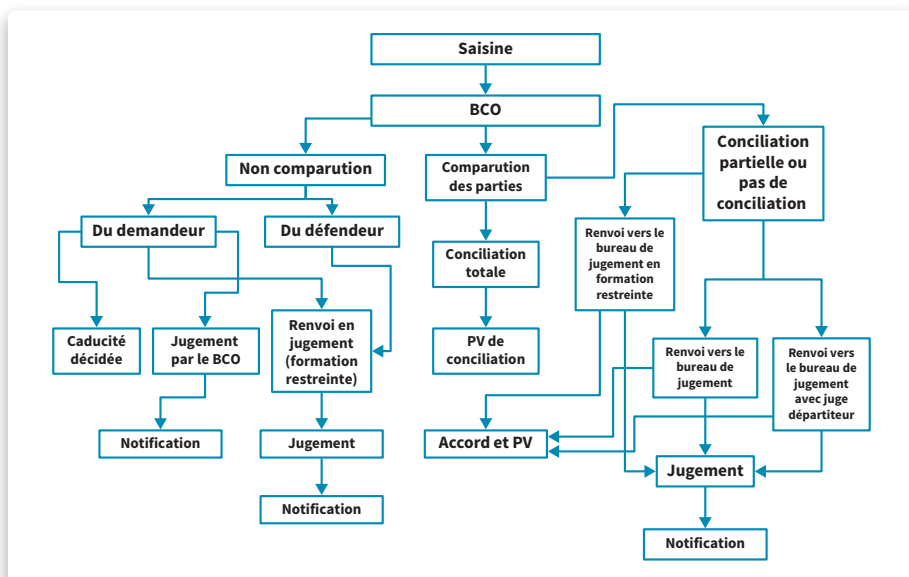 Saisine
BCO
Non comparution
Comparution
des parties
Conciliation
partielle ou
pas de
conciliation
Du demandeur
Du défendeur
Conciliation
totale
Renvoi vers le
bureau de
jugement en
formation
restreinte
Caducité
décidée
Jugement
par le BCO
Renvoi en
jugement
(formation
restreinte)
PV de
conciliation
Renvoi vers le
bureau de
jugement
Renvoi vers
le bureau de
jugement
avec juge
départiteur
Notification
Jugement
Accord et PV
Jugement
Notification
Notification